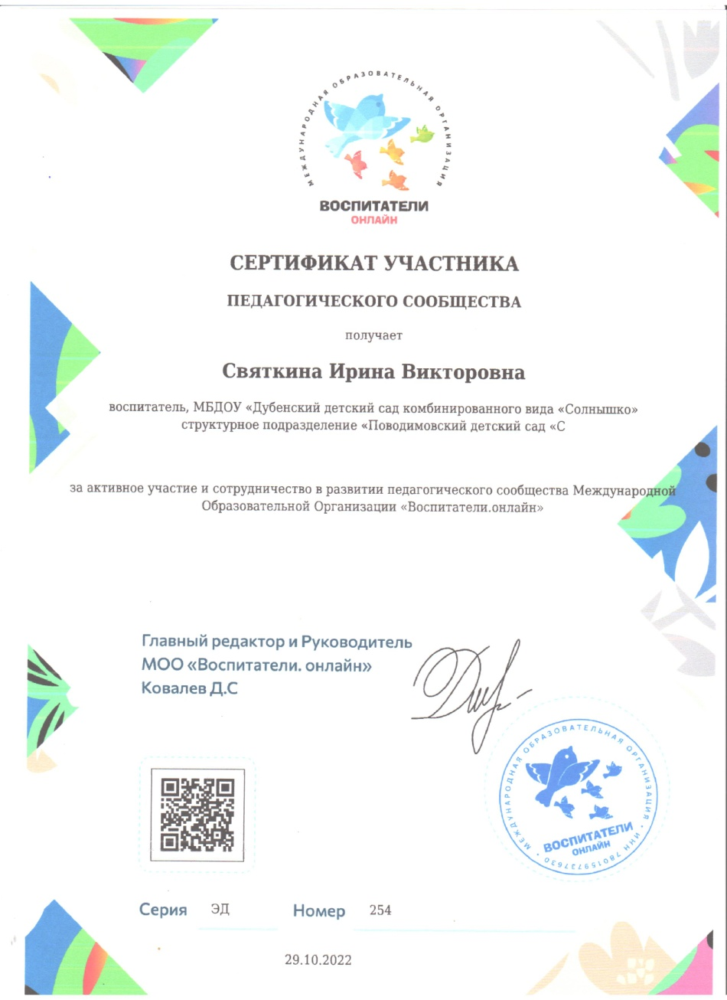 МЕЖДУНАРОДНАЯ ОБРАЗОВАТЕЛЬНАЯ ОРГАНИЗАЦИЯ
ВОСПИТАТЕЛИ
ОНЛАЙН
СЕРТИФИКАТ УЧАСТНИКА
ПЕДАГОГИЧЕСКОГО СООБЩЕСТВА
получает
Святкина Ирина Викторовна
воспитатель, МБДОУ «Дубенский детский сад комбинированного вида «Солнышко»
структурное подразделение «Поводимовский детский сад «С
за активное участие и сотрудничество в развитии педагогического сообщества Международной
Образовательной Организации «Воспитатели.онлайн»
Главный редактор и Руководитель
МОО «Воспитатели. онлайн»
Ковалев Д.С
МЕЖДУНАРОДНАЯ ОБРАЗОВАТЕЛЬНАЯ ОРГАНИЗАЦИЯ
ВОСПИТАТЕЛИ
ОНЛАЙН
ИНН 780159737630
Серия ЭД Номер 254
29.10.2022